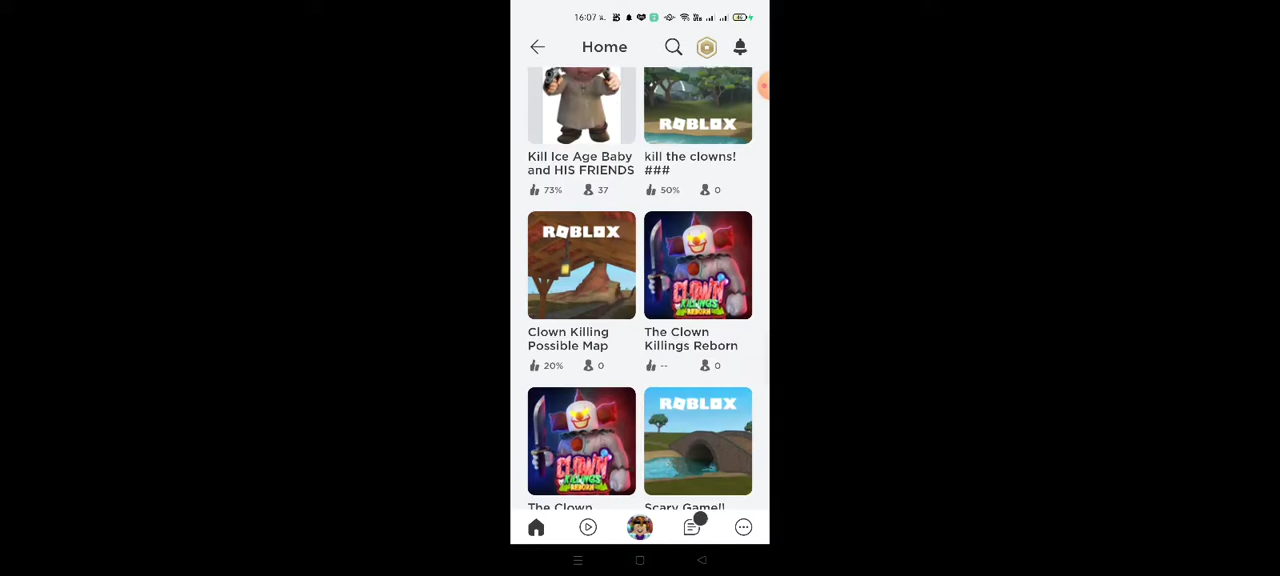 16:07 น.
Home
ROBLOX
Kill Ice Age Baby
and HIS FRIENDS
kill the clowns!
###
73%
37
50%
0
ROBLOX
CLOWN
KILLINGS
REBORN
Clown Killing
Possible Map
The Clown
Killings Reborn
20%
0
--
0
CLOWN
KILLINGS
REBORN
ROBLOX
The Clown
Scary Game!!